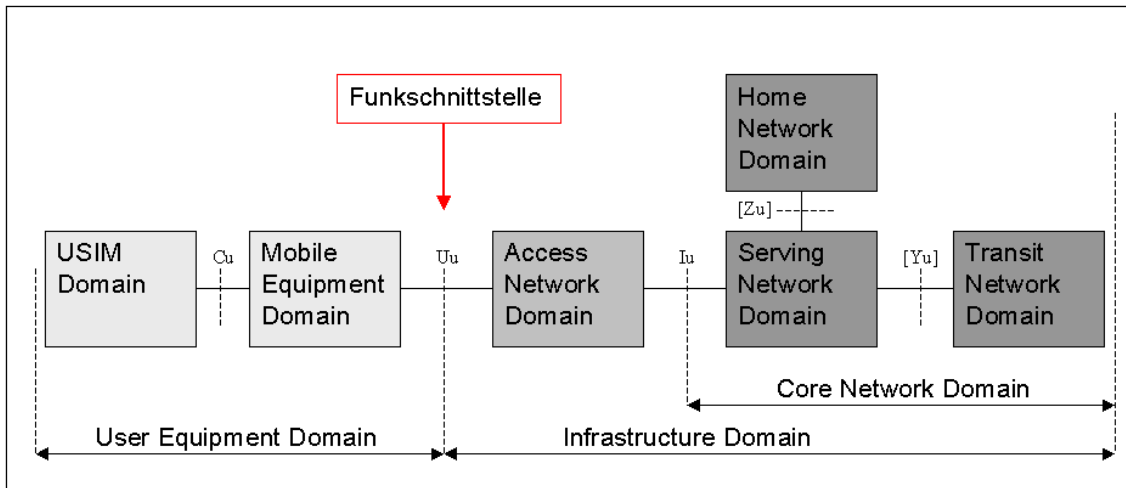 Funkschnittstelle
Home
Network
Domain
[Zu]
USIM
Domain
Cu
Mobile
Equipment
Domain
Uu
Access
Network
Domain
Iu
Serving
Network
Domain
[Yu]
Transit
Network
Domain
Core Network Domain
User Equipment Domain
Infrastructure Domain